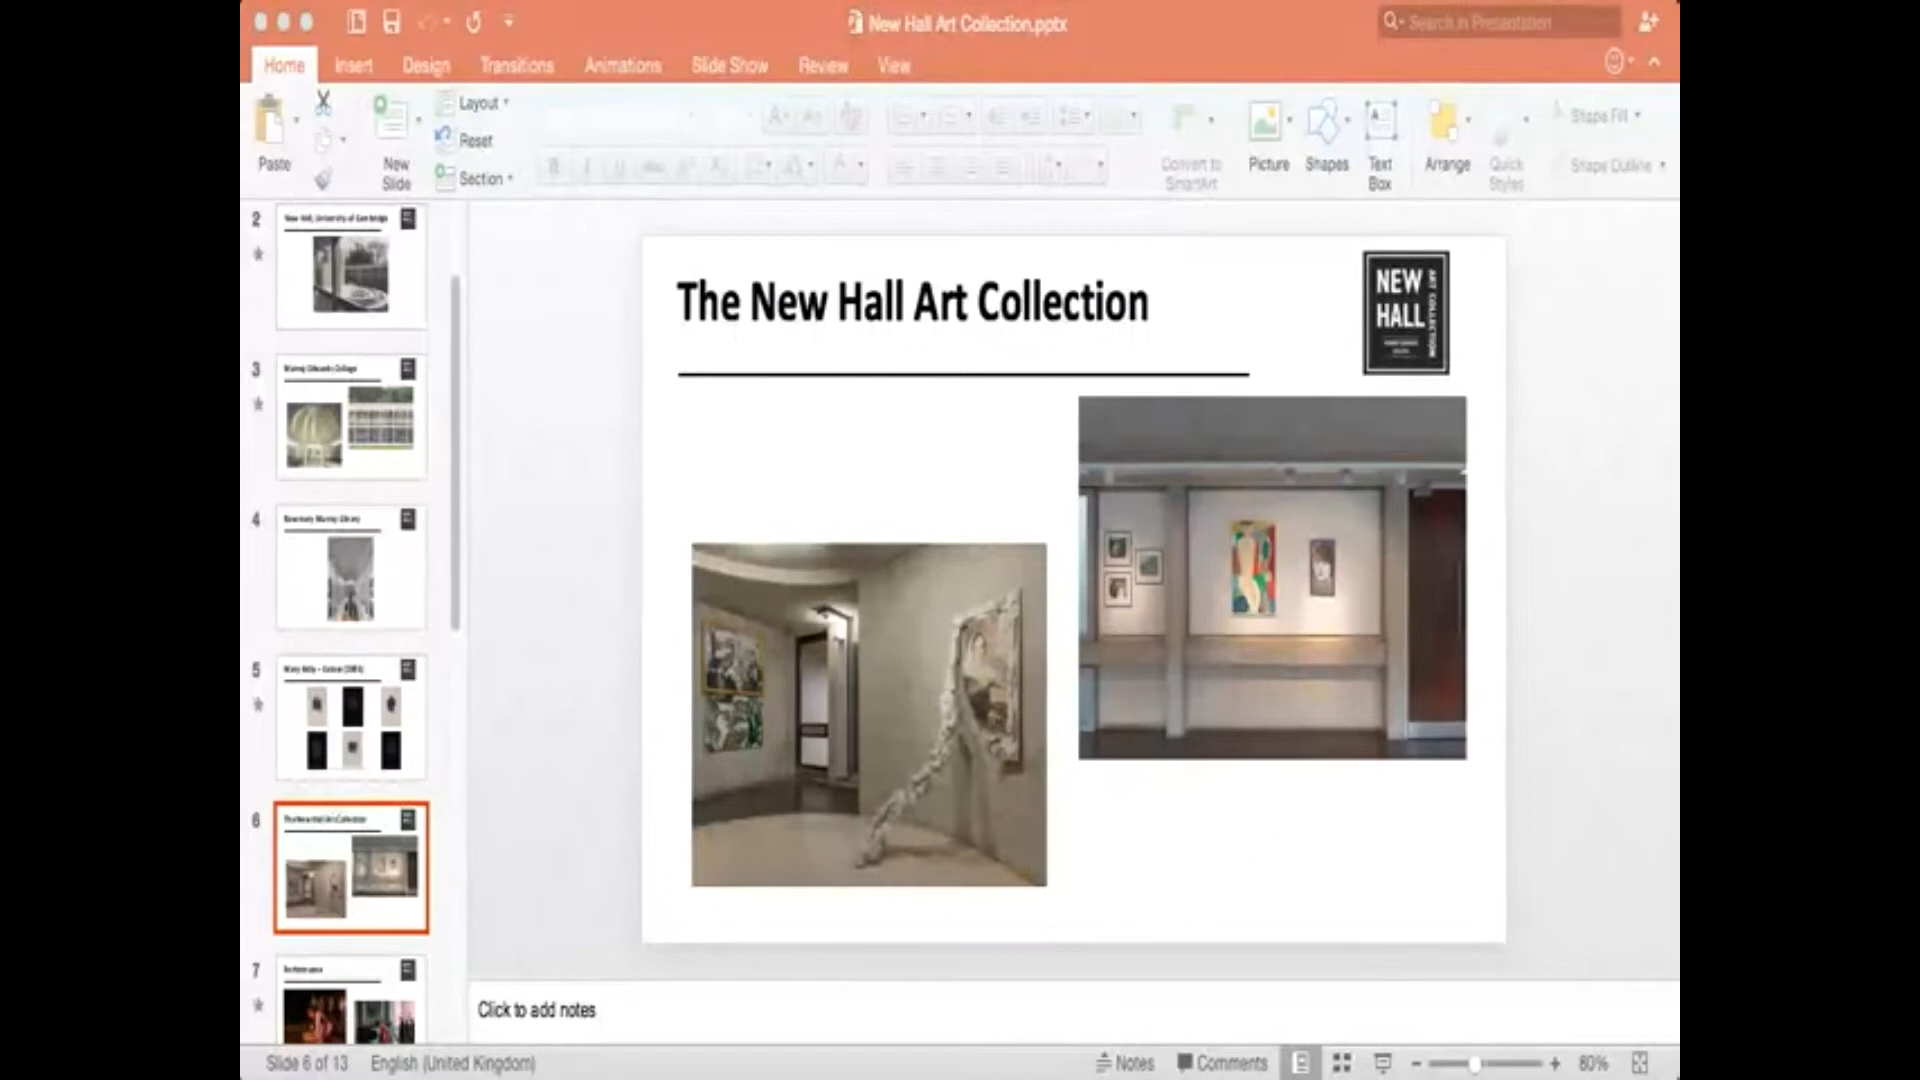 New Hall Art Collection.pptx
Search in Presentation
Home Insert Design Transitions Animations Slide Show Review View
Paste
New
Slide
Layout
Reset
Section
Convert to
SmartArt
Picture
Shapes
Text
Box
Arrange
Quick
Styles
Shape Fill
Shape Outline
2
New Hall, University of Cambridge
3
Murray Edwards College
4
Rosemary Murray Library
5
6
The New Hall Art Collection
7
Performance
The New Hall Art Collection
NEW
HALL
ART COLLECTION
Click to add notes
Slide 6 of 13 English (United Kingdom)
Notes Comments 80%